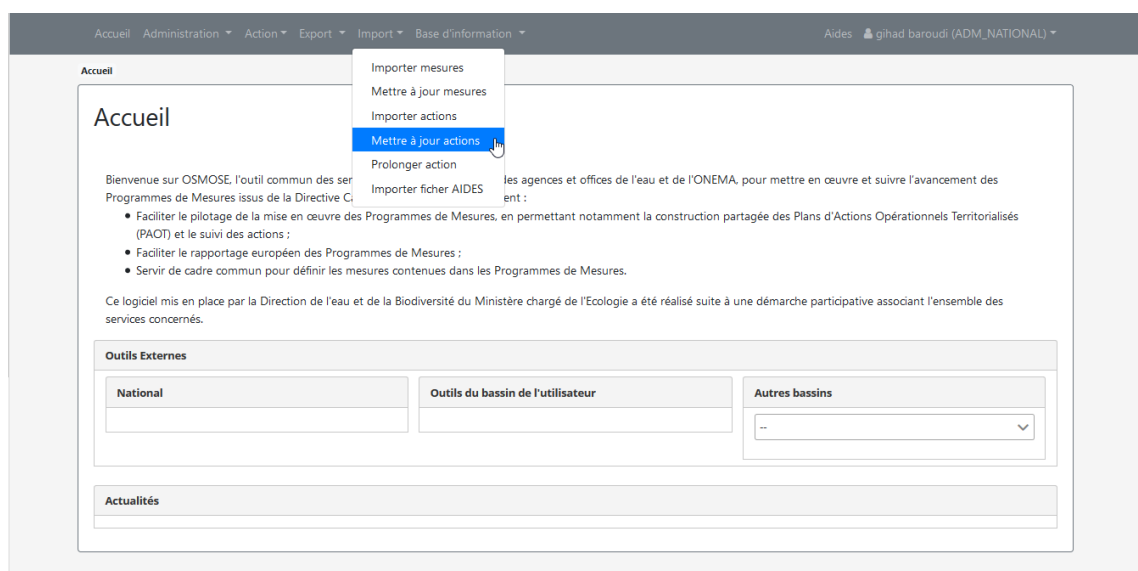 Accueil Administration Action Export Import Base d'information Aides gihad baroudi (ADM_NATIONAL)
Accueil
Importer mesures
Mettre à jour mesures
Importer actions
Mettre à jour actions
Prolonger action
Importer ficher AIDES
Accueil
Bienvenue sur OSMOSE, l'outil commun des ser des agences et offices de l'eau et de l'ONEMA, pour mettre en œuvre et suivre l'avancement des
Programmes de Mesures issus de la Directive Ca ent :
• Faciliter le pilotage de la mise en œuvre des Programmes de Mesures, en permettant notamment la construction partagée des Plans d'Actions Opérationnels Territorialisés
(PAOT) et le suivi des actions ;
• Faciliter le rapportage européen des Programmes de Mesures ;
• Servir de cadre commun pour définir les mesures contenues dans les Programmes de Mesures.
Ce logiciel mis en place par la Direction de l'eau et de la Biodiversité du Ministère chargé de l'Ecologie a été réalisé suite à une démarche participative associant l'ensemble des
services concernés.
Outils Externes
National Outils du bassin de l'utilisateur Autres bassins
--
Actualités